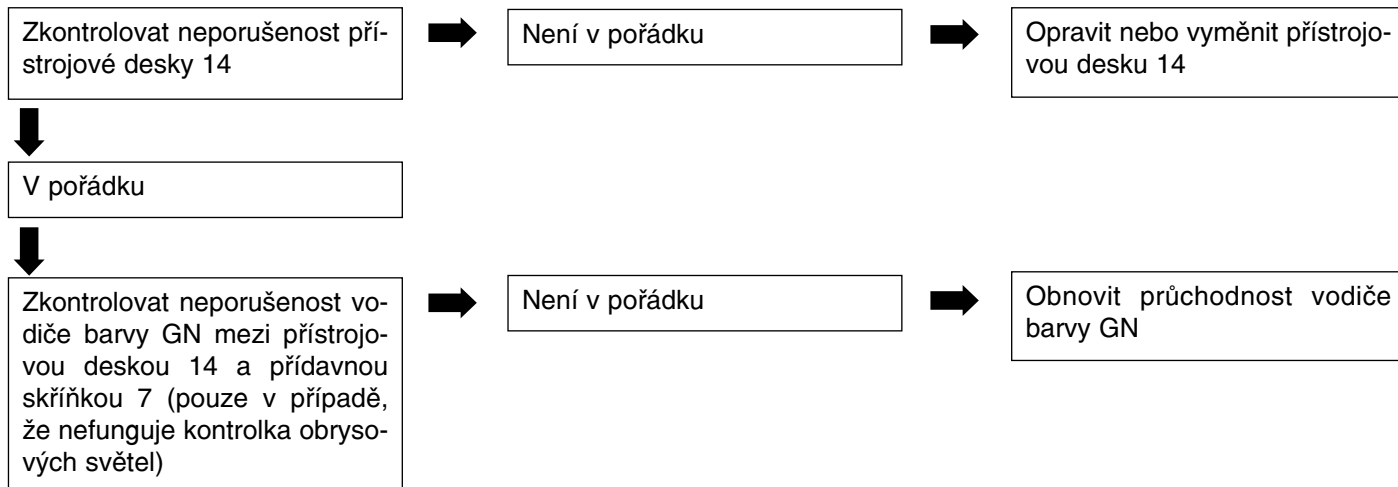 Zkontrolovat neporušenost pří-
strojové desky 14
Není v pořádku
Opravit nebo vyměnit přístrojo-
vou desku 14
V pořádku
Zkontrolovat neporušenost vo-
diče barvy GN mezi přístrojo-
vou deskou 14 a přídavnou
skříňkou 7 (pouze v případě,
že nefunguje kontrolka obryso-
vých světel)
Není v pořádku
Obnovit průchodnost vodiče
barvy GN